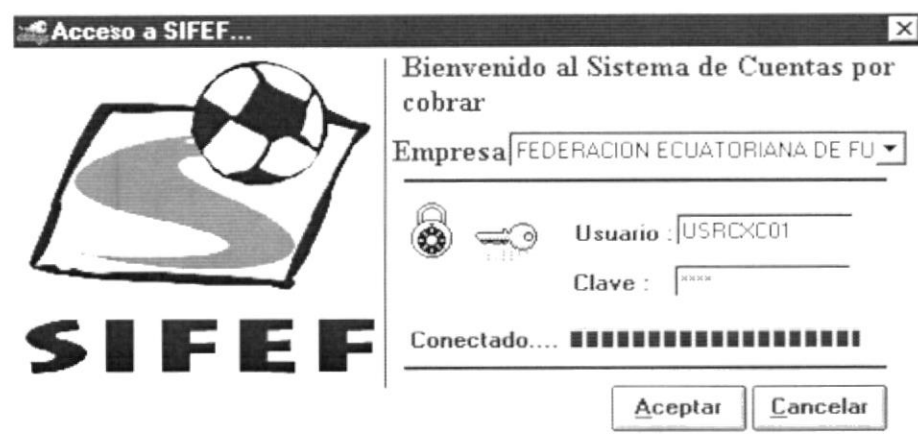 Acceso a SIFEF...
Bienvenido al Sistema de Cuentas por
cobrar
Empresa FEDERACION ECUATORIANA DE FU
Usuario : USRCXC01
Clave : xxxx
SIFEF
Conectado....
Aceptar Cancelar